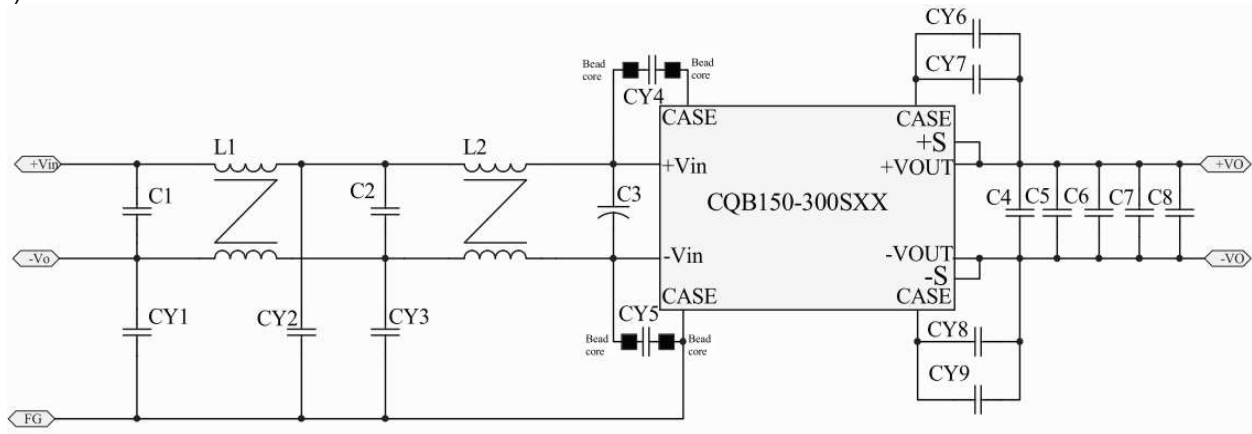 CY6
CY7
Bead core
Bead core
CY4
CASE
CASE
+S
L1
L2
+Vin
+Vin
+VOUT
+VO
C1
C2
C3
CQB150-300SXX
C4
C5
C6
C7
C8
-Vo
-Vin
-VOUT
-VO
-S
CASE
CASE
CY1
CY2
CY3
CY5
Bead core
Bead core
CY8
CY9
FG